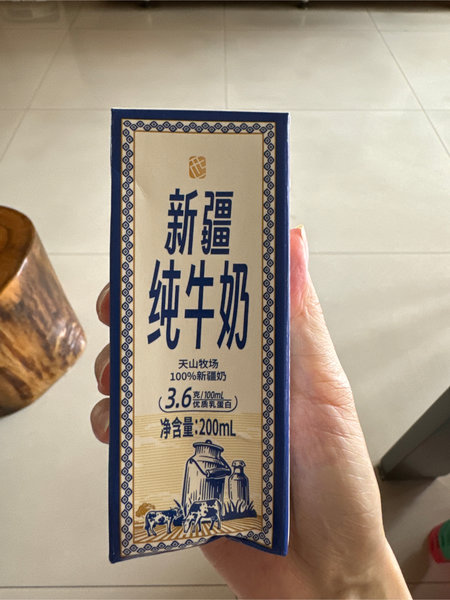 新疆
纯牛奶
天山牧场
100%新疆奶
3.6克/100mL
优质乳蛋白
净含量:200mL